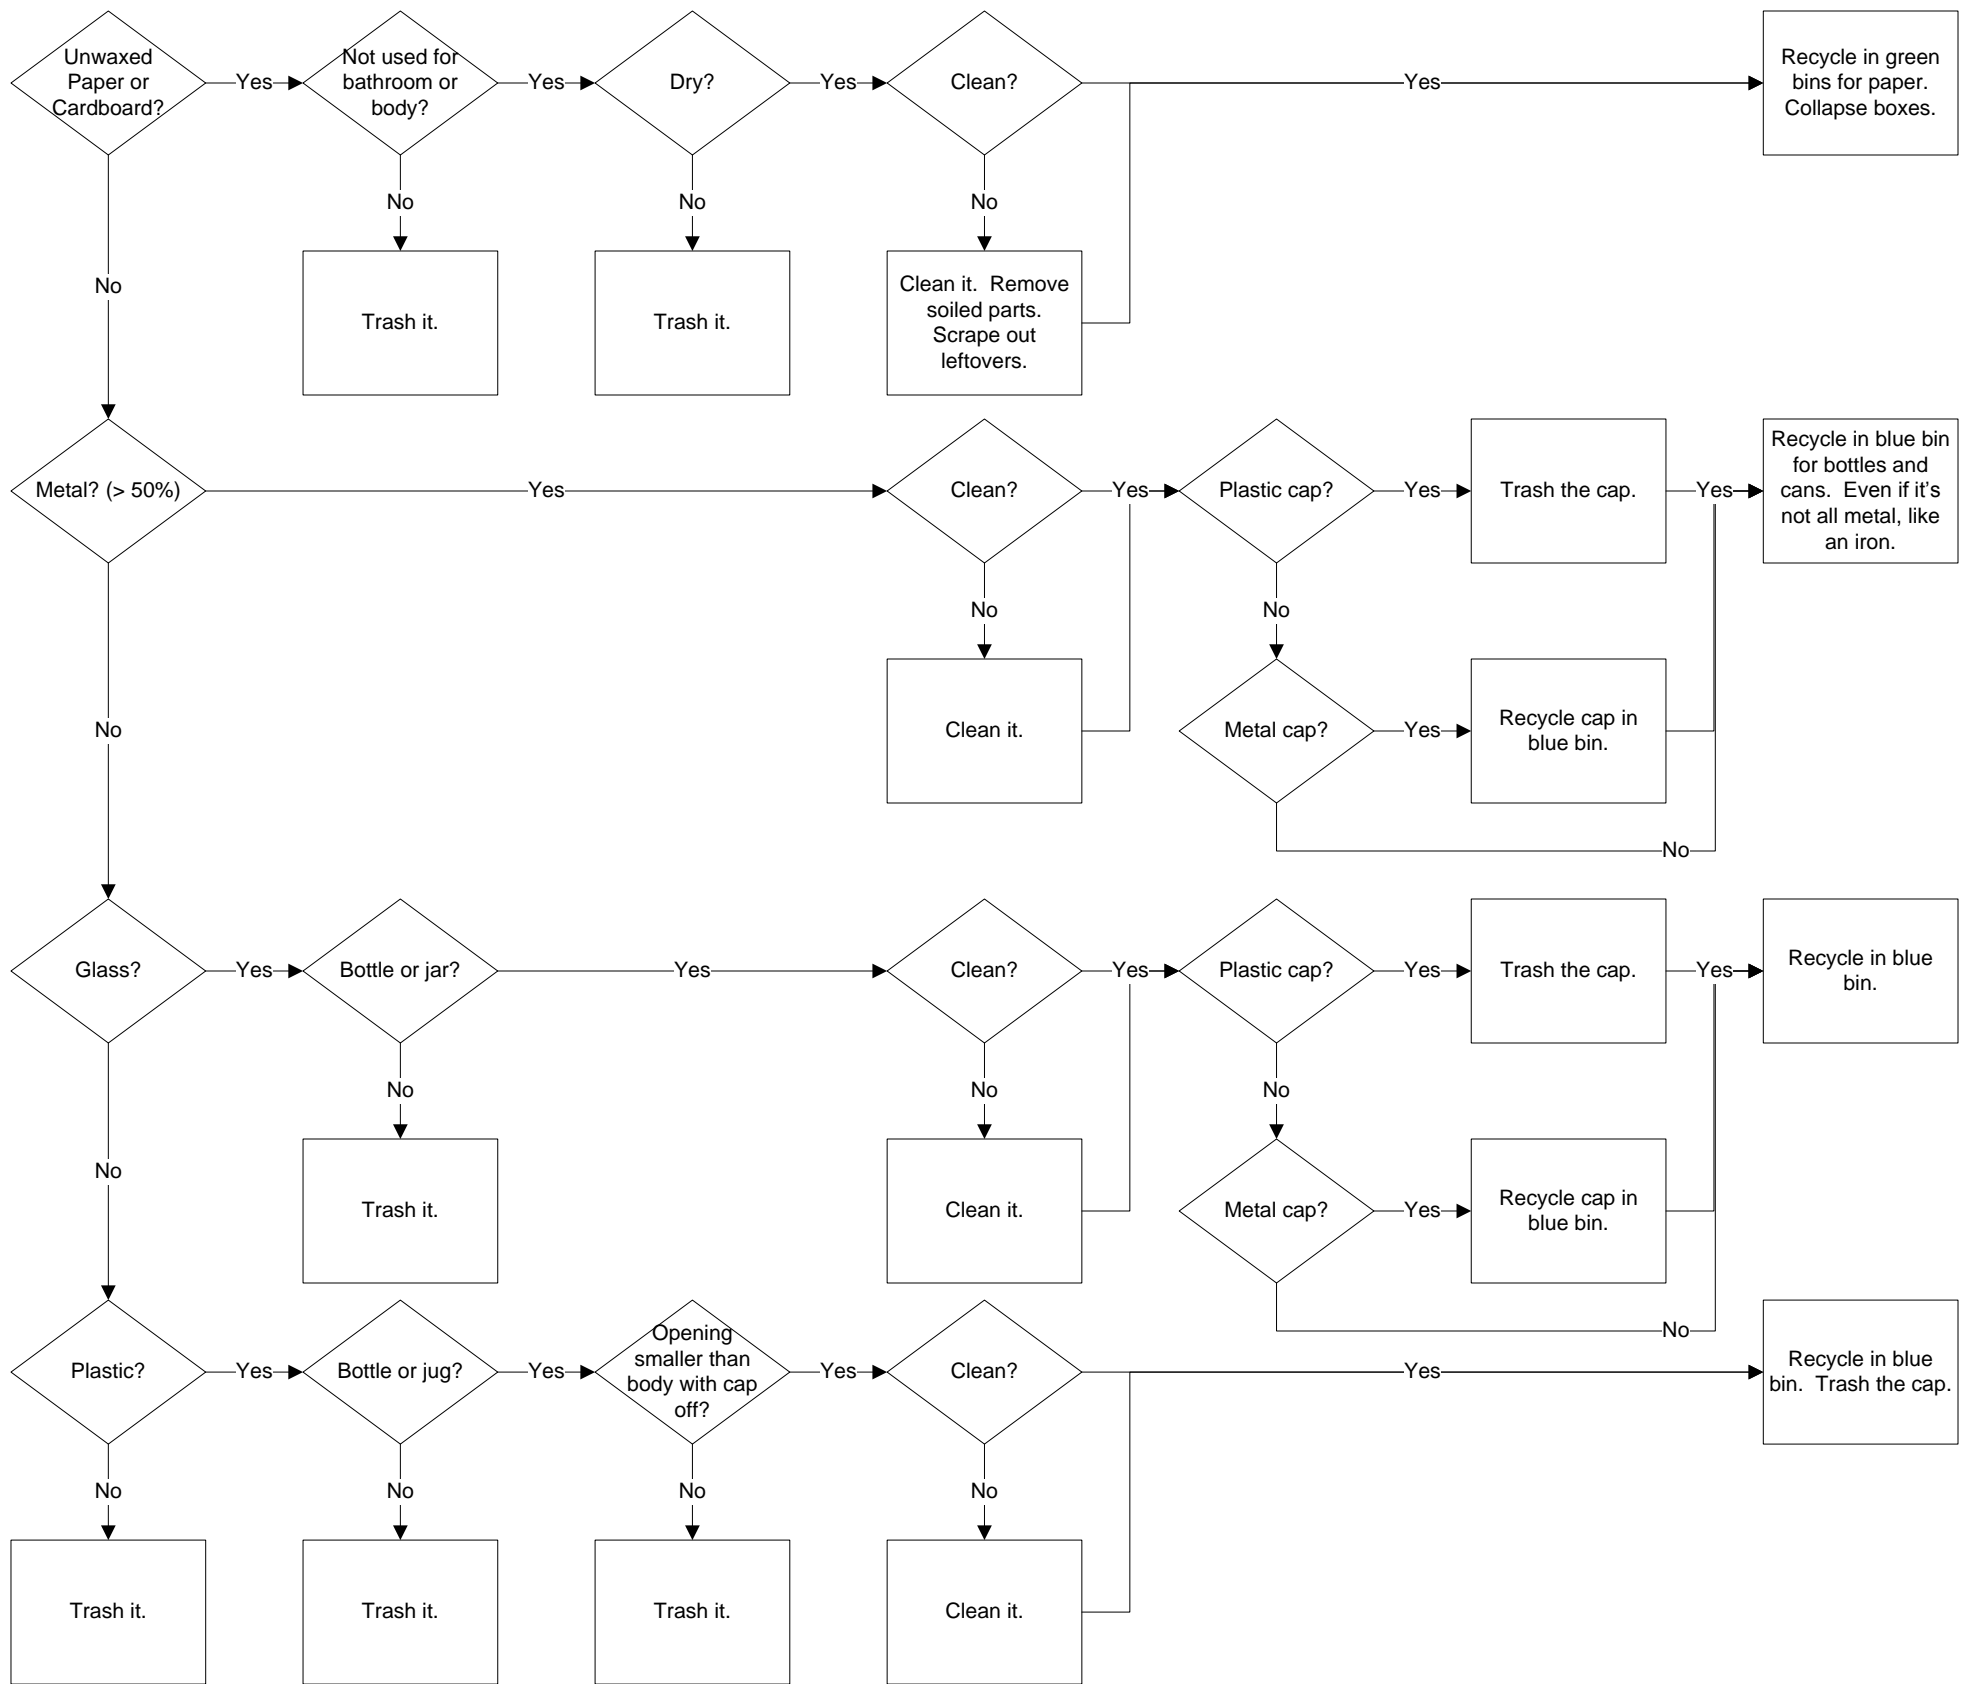 Unwaxed
Paper or
Cardboard?
Yes
Not used for
bathroom or
body?
Yes
Dry?
Yes
Clean?
Yes
Recycle in green
bins for paper.
Collapse boxes.
No
No
No
No
Trash it.
Trash it.
Clean it.  Remove
soiled parts.
Scrape out
leftovers.
Metal? (> 50%)
Yes
Clean?
Yes
Plastic cap?
Yes
Trash the cap.
Yes
Recycle in blue bin
for bottles and
cans.  Even if it’s
not all metal, like
an iron.
No
No
No
Clean it.
Metal cap?
Yes
Recycle cap in
blue bin.
No
Glass?
Yes
Bottle or jar?
Yes
Clean?
Yes
Plastic cap?
Yes
Trash the cap.
Yes
Recycle in blue
bin.
No
No
No
No
Trash it.
Clean it.
Metal cap?
Yes
Recycle cap in
blue bin.
No
Plastic?
Yes
Bottle or jug?
Yes
Opening
smaller than
body with cap
off?
Yes
Clean?
Yes
Recycle in blue
bin.  Trash the cap.
No
No
No
No
Trash it.
Trash it.
Trash it.
Clean it.